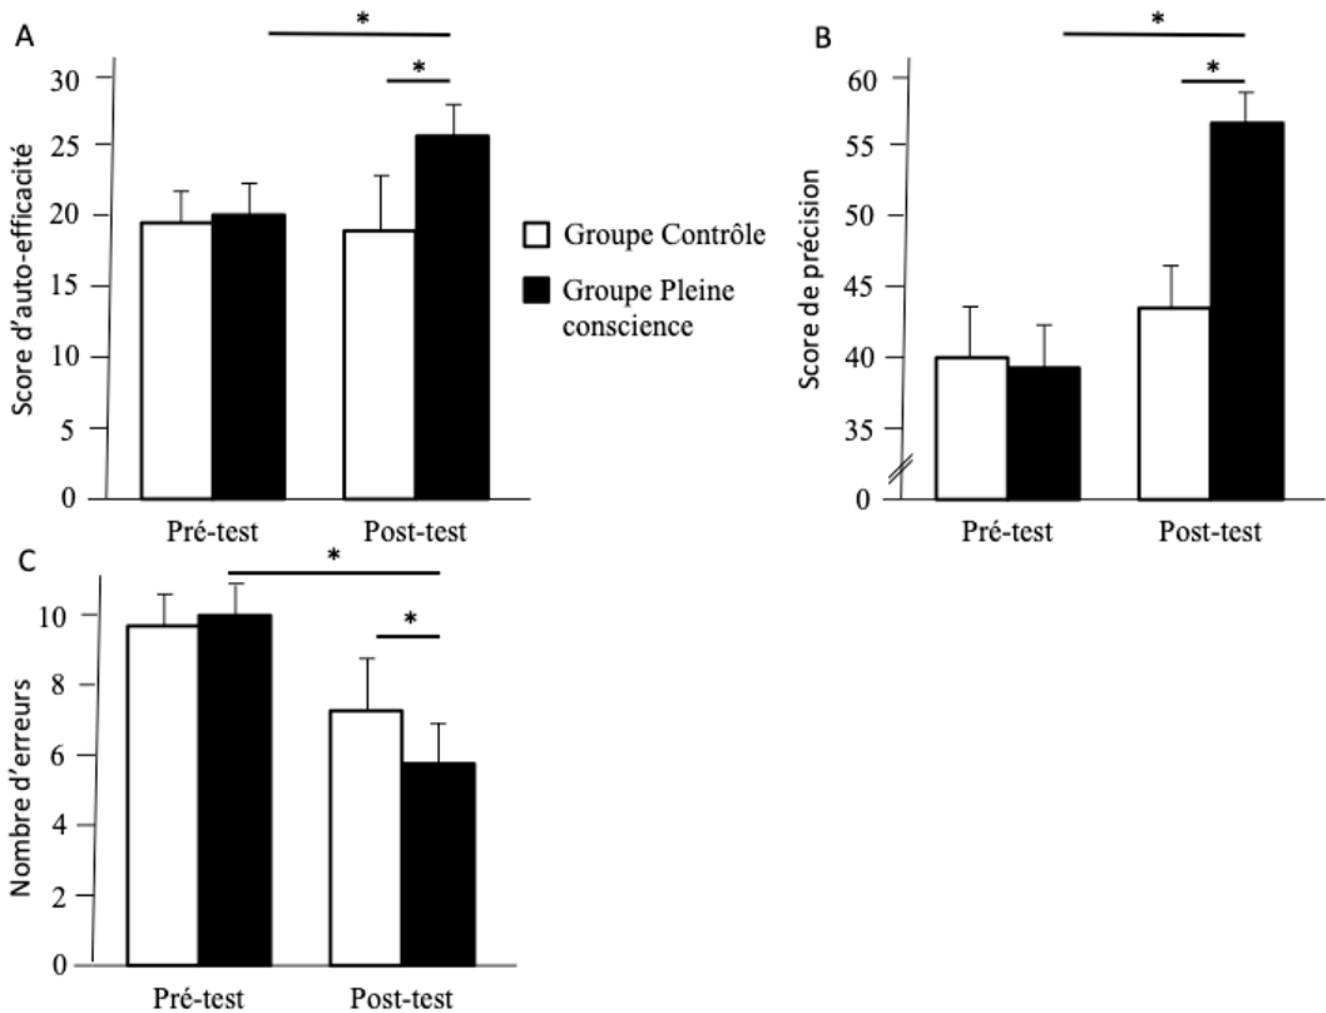 A
*
*
30
25
20
15
10
5
0
Score d'auto-efficacité
Pré-test
Post-test
Groupe Contrôle
Groupe Pleine
conscience
B
*
*
60
55
50
45
40
35
0
Score de précision
Pré-test
Post-test
C
*
*
10
8
6
4
2
0
Nombre d'erreurs
Pré-test
Post-test